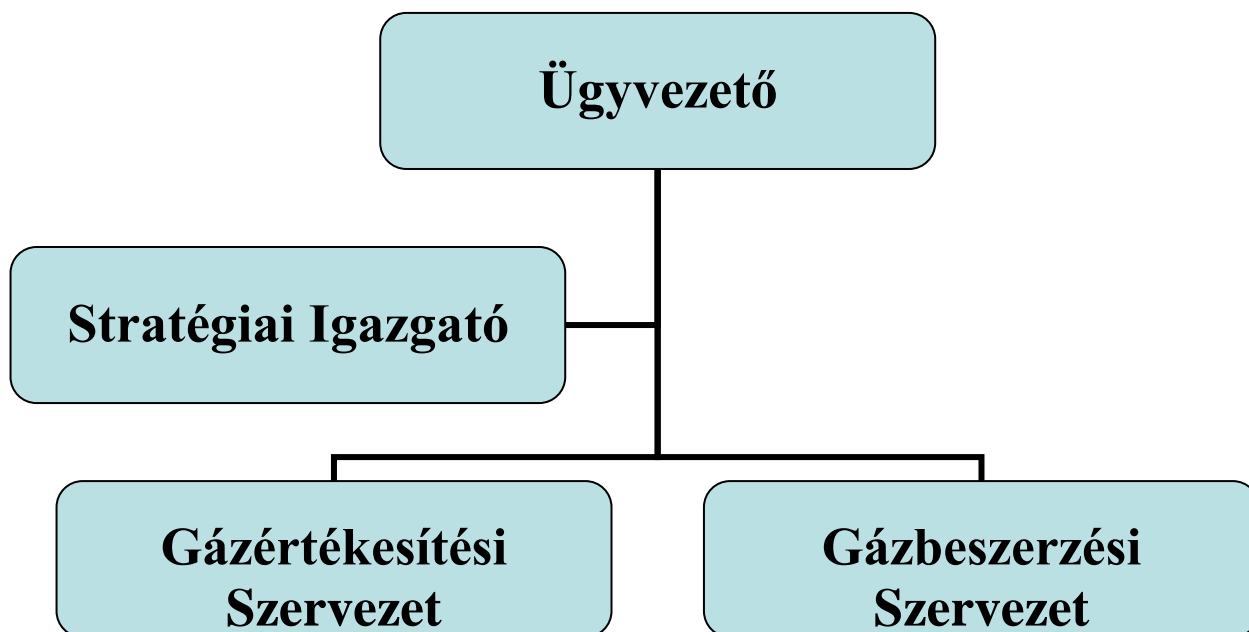 Ügyvezető
Stratégiai Igazgató
Gázértékesítési
Szervezet
Gázbeszerzési
Szervezet